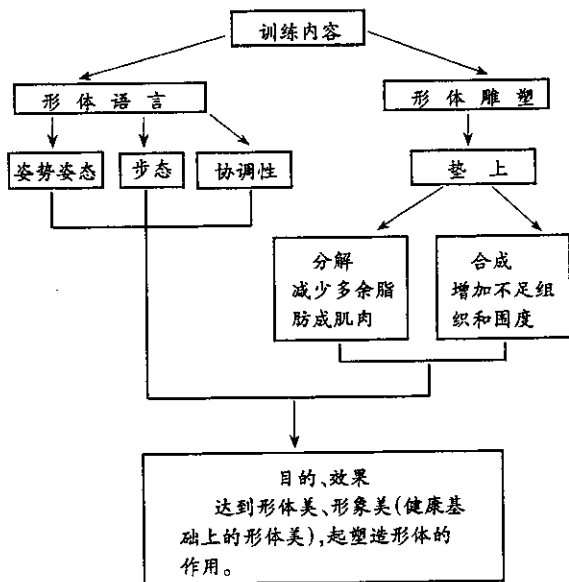 训练内容
形体语言
形体雕塑
姿势姿态
步态
协调性
垫上
分解
减少多余脂
肪成肌肉
合成
增加不足组
织和围度
目的、效果
达到形体美、形象美(健康基
础上的形体美),起塑造形体的
作用。